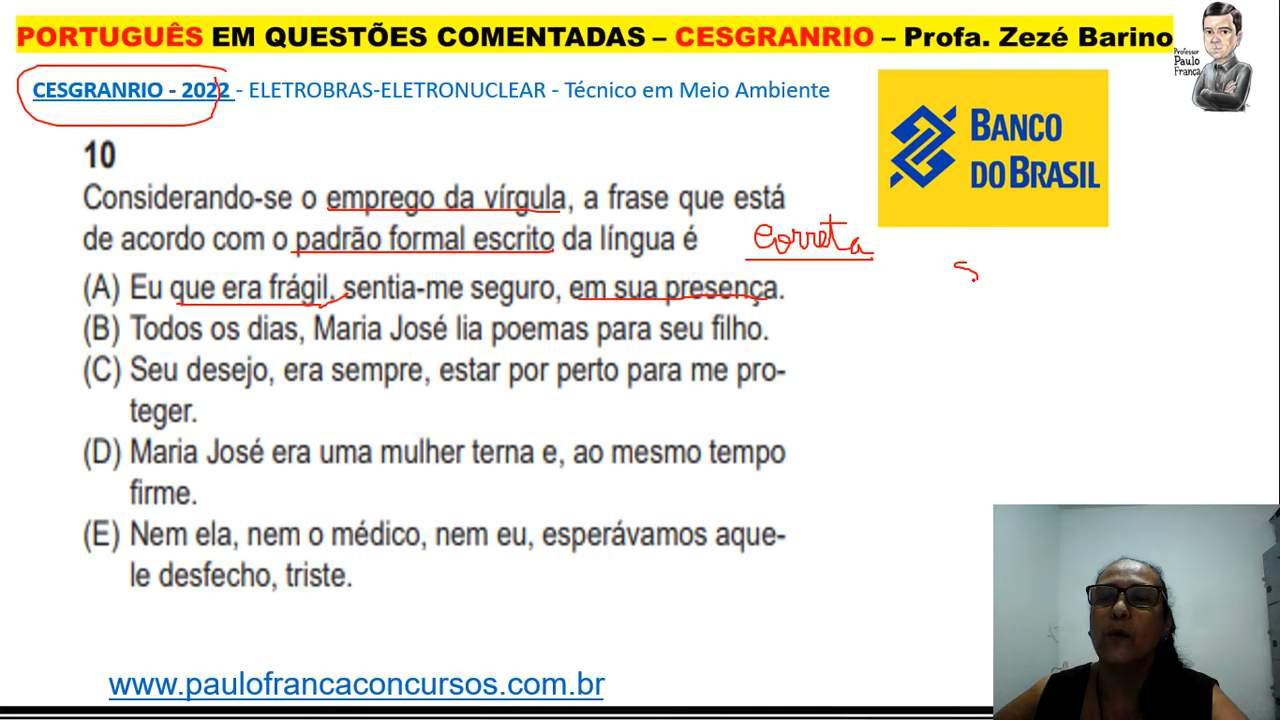 PORTUGUÊS EM QUESTÕES COMENTADAS – CESGRANRIO – Profa. Zezé Barino
Professor
Paulo
França
CESGRANRIO - 2022 - ELETROBRAS-ELETRONUCLEAR - Técnico em Meio Ambiente
BANCO
DO BRASIL
10
Considerando-se o emprego da vírgula, a frase que está
de acordo com o padrão formal escrito da língua é
correta
(A) Eu que era frágil, sentia-me seguro, em sua presença.
(B) Todos os dias, Maria José lia poemas para seu filho.
(C) Seu desejo, era sempre, estar por perto para me pro-
teger.
(D) Maria José era uma mulher terna e, ao mesmo tempo
firme.
(E) Nem ela, nem o médico, nem eu, esperávamos aque-
le desfecho, triste.
www.paulofrancaconcursos.com.br